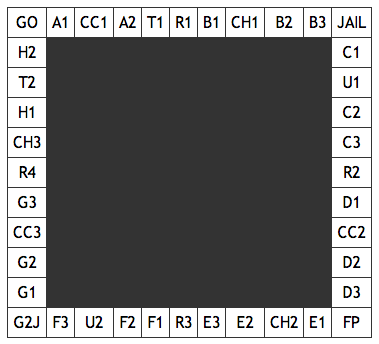 GO A1 CC1 A2 T1 R1 B1 CH1 B2 B3 JAIL
H2 C1
T2 U1
H1 C2
CH3 C3
R4 R2
G3 D1
CC3 CC2
G2 D2
G1 D3
G2J F3 U2 F2 F1 R3 E3 E2 CH2 E1 FP